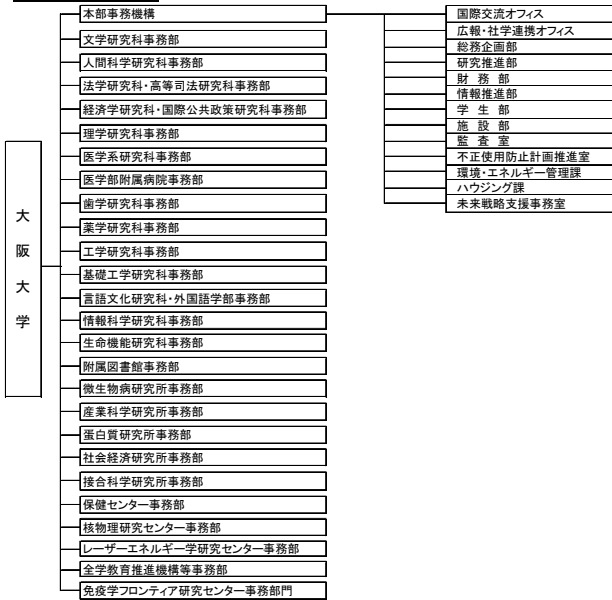 本部事務機構
文学研究科事務部
人間科学研究科事務部
法学研究科・高等司法研究科事務部
経済学研究科・国際公共政策研究科事務部
理学研究科事務部
医学系研究科事務部
医学部附属病院事務部
歯学研究科事務部
薬学研究科事務部
工学研究科事務部
基礎工学研究科事務部
言語文化研究科・外国語学部事務部
情報科学研究科事務部
生命機能研究科事務部
附属図書館事務部
微生物病研究所事務部
産業科学研究所事務部
蛋白質研究所事務部
社会経済研究所事務部
接合科学研究所事務部
保健センター事務部
核物理研究センター事務部
レーザーエネルギー学研究センター事務部
全学教育推進機構等事務部
免疫学フロンティア研究センター事務部門
大阪大学
国際交流オフィス
広報・社学連携オフィス
総務企画部
研究推進部
財 務 部
情報推進部
学 生 部
施 設 部
監 査 室
不正使用防止計画推進室
環境・エネルギー管理課
ハウジング課
未来戦略支援事務室